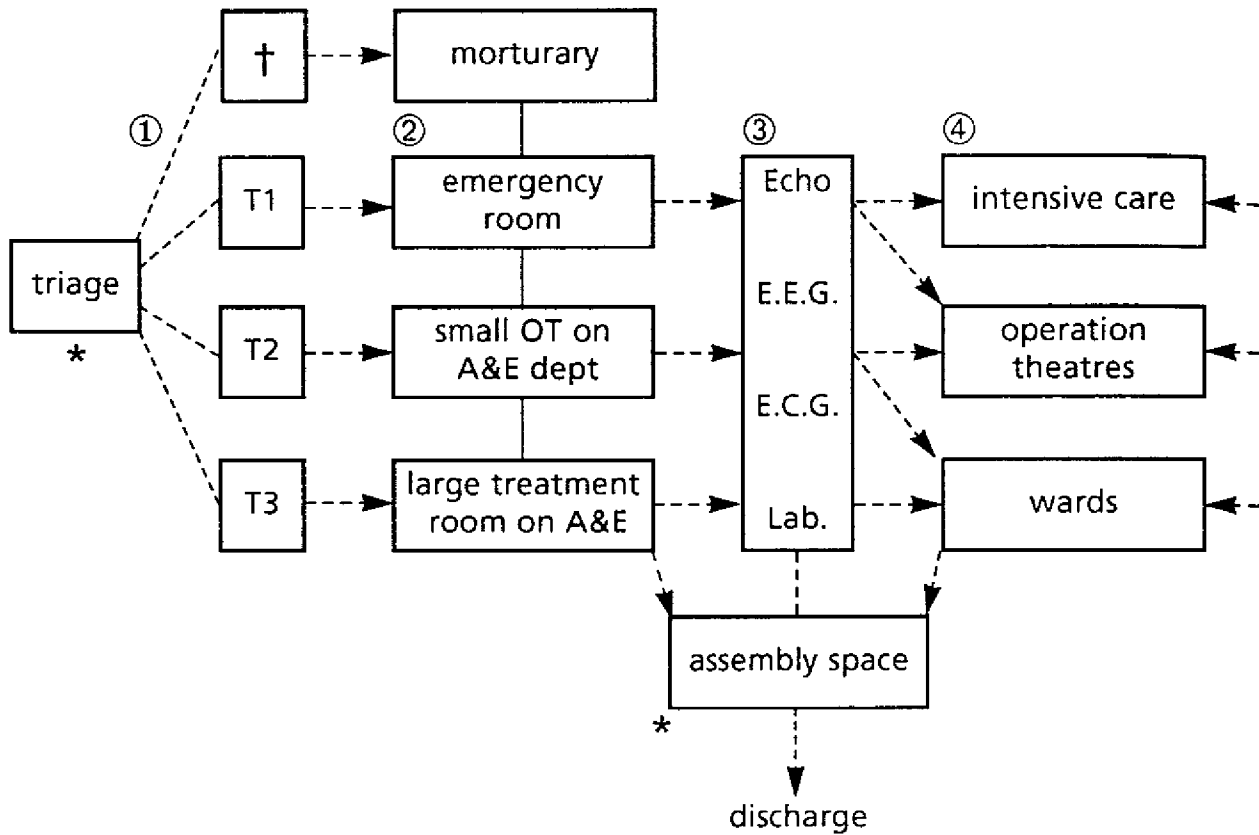 †
morturary
①
②
③
④
T1
emergency
room
Echo
intensive care
triage
*
E.E.G.
T2
small OT on
A&E dept
operation
theatres
E.C.G.
T3
large treatment
room on A&E
Lab.
wards
assembly space
*
discharge